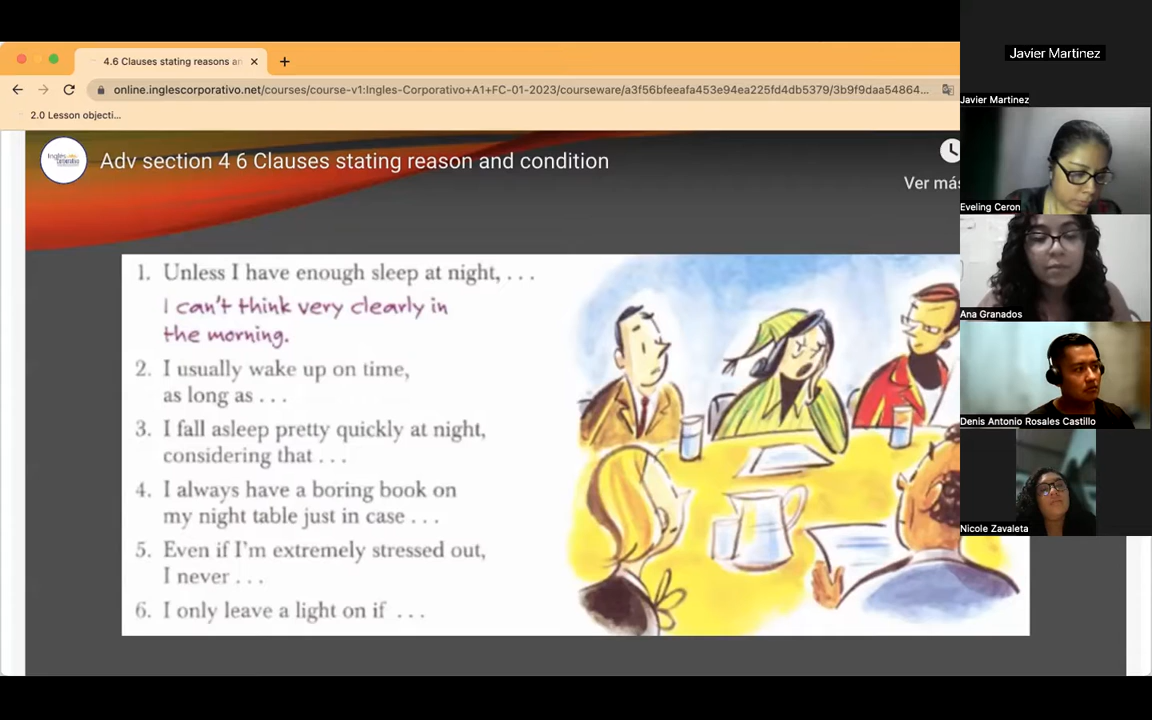 Javier Martinez
4.6 Clauses stating reasons an
online.inglescorporativo.net/courses/course-v1:Ingles-Corporativo+A1+FC-01-2023/courseware/a3f56bfeeafa453e94ea225fd4db5379/3b9f9daa54864...
2.0 Lesson objecti...
Javier Martinez
Adv section 4 6 Clauses stating reason and condition
Ver más
Eveling Ceron
1. Unless I have enough sleep at night, . . .
I can't think very clearly in
the morning.
2. I usually wake up on time,
as long as . . .
3. I fall asleep pretty quickly at night,
considering that . . .
4. I always have a boring book on
my night table just in case . . .
5. Even if I'm extremely stressed out,
I never . . .
6. I only leave a light on if . . .
Ana Granados
Denis Antonio Rosales Castillo
Nicole Zavaleta